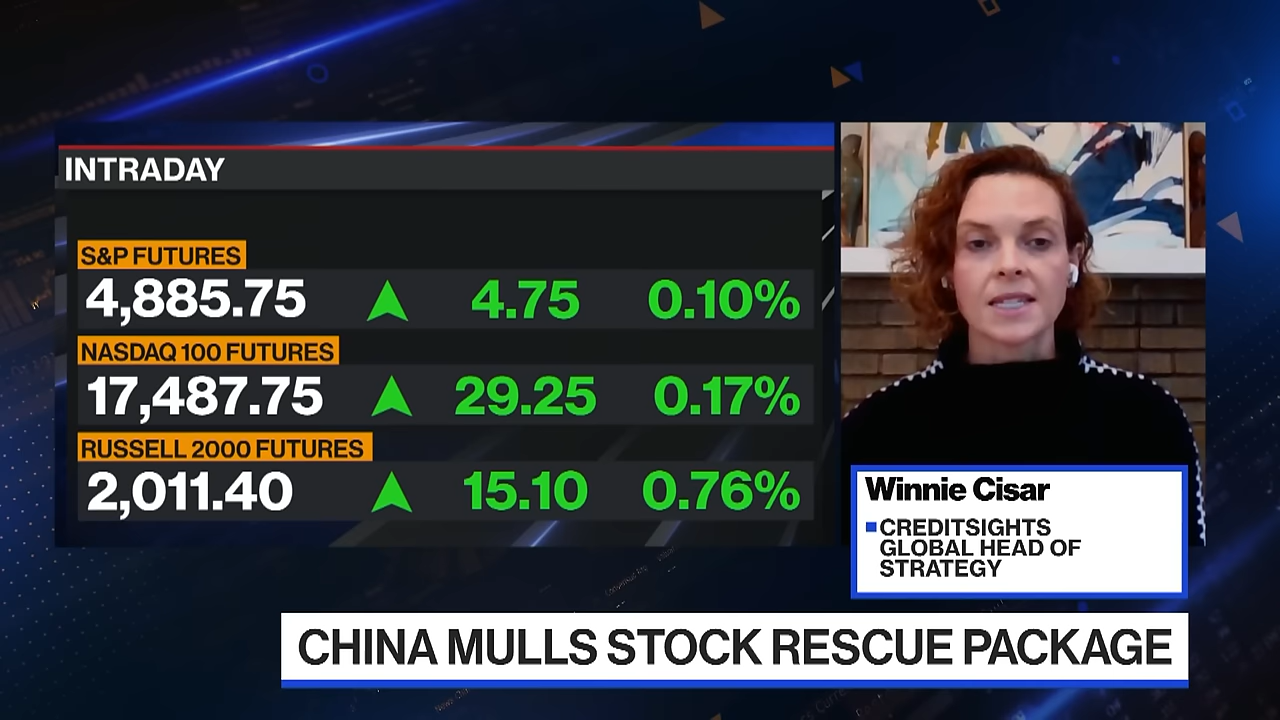 INTRADAY
S&P FUTURES
4,885.75 4.75 0.10%
NASDAQ 100 FUTURES
17,487.75 29.25 0.17%
RUSSELL 2000 FUTURES
2,011.40 15.10 0.76%
Winnie Cisar
CREDITSIGHTS
GLOBAL HEAD OF
STRATEGY
CHINA MULLS STOCK RESCUE PACKAGE